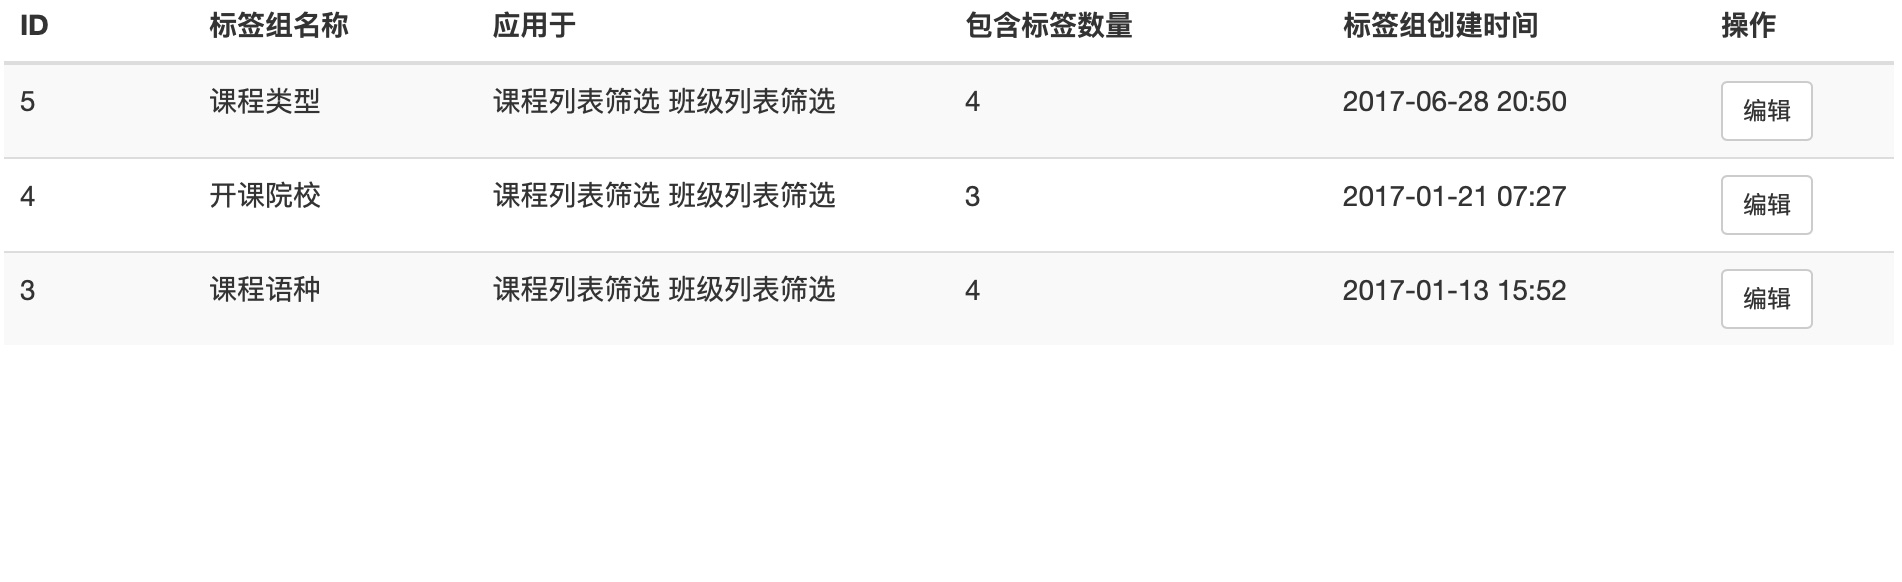 ID 标签组名称 应用于 包含标签数量 标签组创建时间 操作
5 课程类型 课程列表筛选 班级列表筛选 4 2017-06-28 20:50 编辑
4 开课院校 课程列表筛选 班级列表筛选 3 2017-01-21 07:27 编辑
3 课程语种 课程列表筛选 班级列表筛选 4 2017-01-13 15:52 编辑